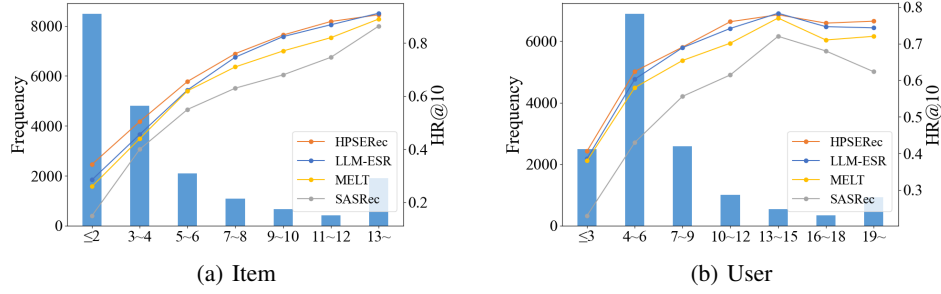 8000
6000
4000
2000
0
Frequency
0.8
0.6
0.4
0.2
HR@10
HPSERec
LLM-ESR
MELT
SASRec
≤2 3~4 5~6 7~8 9~10 11~12 13~
(a) Item
6000
4000
2000
0
Frequency
0.8
0.7
0.6
0.5
0.4
0.3
HR@10
HPSERec
LLM-ESR
MELT
SASRec
≤3 4~6 7~9 10~12 13~15 16~18 19~
(b) User